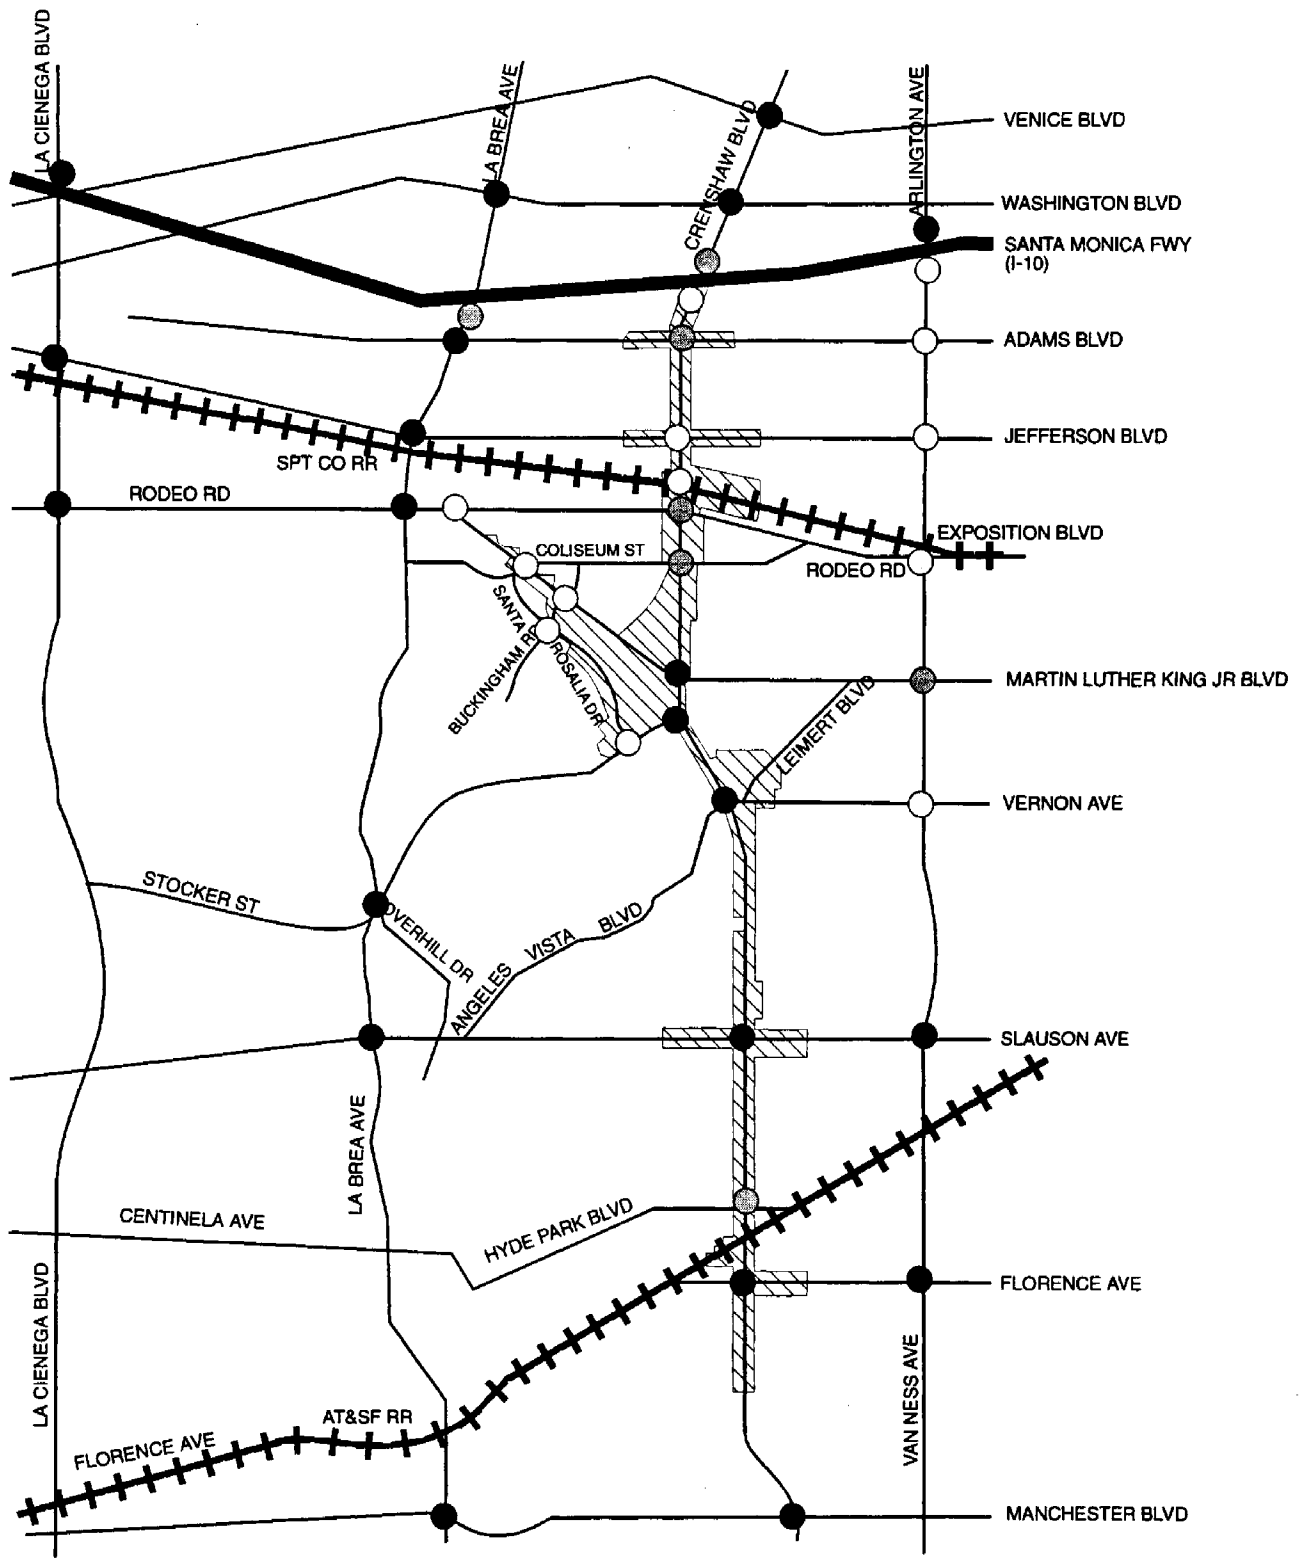 LA CIENEGA BLVD
LA BREA AVE
CRENSHAW BLVD
ARLINGTON AVE
VENICE BLVD
WASHINGTON BLVD
SANTA MONICA FWY
(I-10)
ADAMS BLVD
JEFFERSON BLVD
SPT CO RR
RODEO RD
EXPOSITION BLVD
COLISEUM ST
RODEO RD
SANTA ROSALIA DR
BUCKINGHAM RD
MARTIN LUTHER KING JR BLVD
LEIMERT BLVD
VERNON AVE
STOCKER ST
OVERHILL DR
ANGELES VISTA BLVD
SLAUSON AVE
LA BREA AVE
CENTINELA AVE
HYDE PARK BLVD
LA CIENEGA BLVD
FLORENCE AVE
VAN NESS AVE
AT&SF RR
FLORENCE AVE
MANCHESTER BLVD